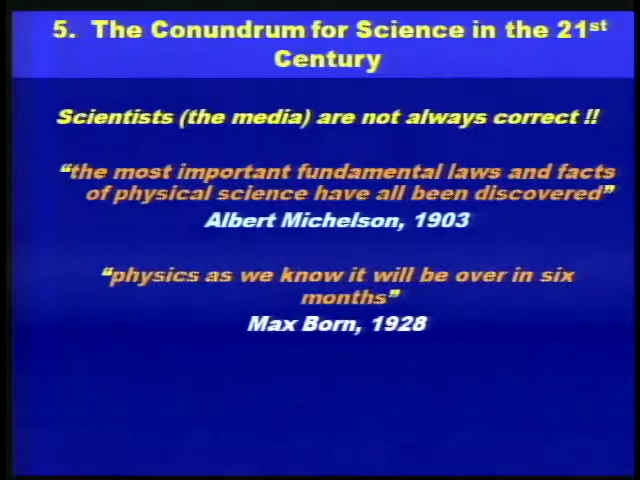 5. The Conundrum for Science in the 21st
Century
Scientists (the media) are not always correct !!
“the most important fundamental laws and facts
of physical science have all been discovered”
Albert Michelson, 1903
“physics as we know it will be over in six
months”
Max Born, 1928